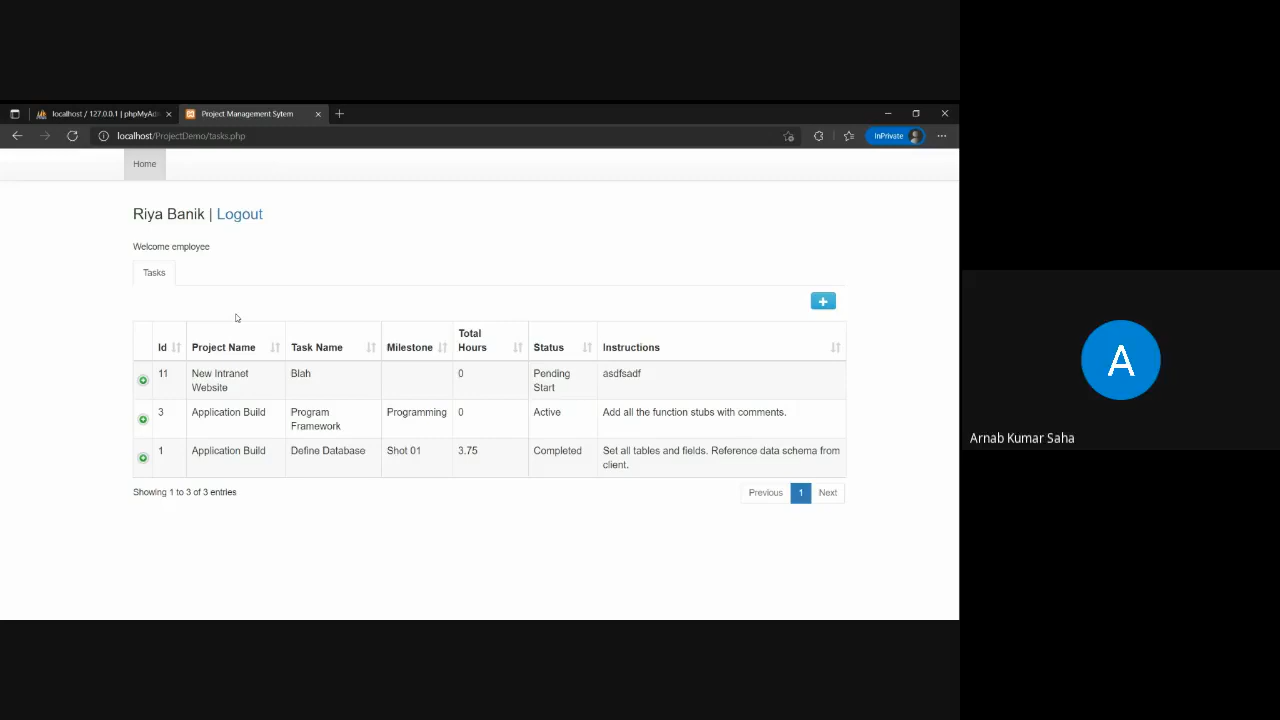 localhost / 127.0.0.1 | phpMyAd
Project Management Sytem
localhost/ProjectDemo/tasks.php
InPrivate
Home
Riya Banik | Logout
Welcome employee
Tasks
Id Project Name Task Name Milestone Total Hours Status Instructions
11 New Intranet Website Blah 0 Pending Start asdfsadf
3 Application Build Program Framework Programming 0 Active Add all the function stubs with comments.
1 Application Build Define Database Shot 01 3.75 Completed Set all tables and fields. Reference data schema from client.
Showing 1 to 3 of 3 entries
Previous 1 Next
A
Arnab Kumar Saha